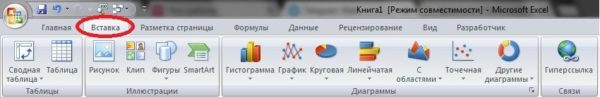 Книга1 [Режим совместимости] - Microsoft Excel
Главная Вставка Разметка страницы Формулы Данные Рецензирование Вид Разработчик
Сводная таблица Таблица Рисунок Клип Фигуры SmartArt Гистограмма График Круговая Линейчатая С областями Точечная Другие диаграммы Гиперссылка
Таблицы Иллюстрации Диаграммы Связи